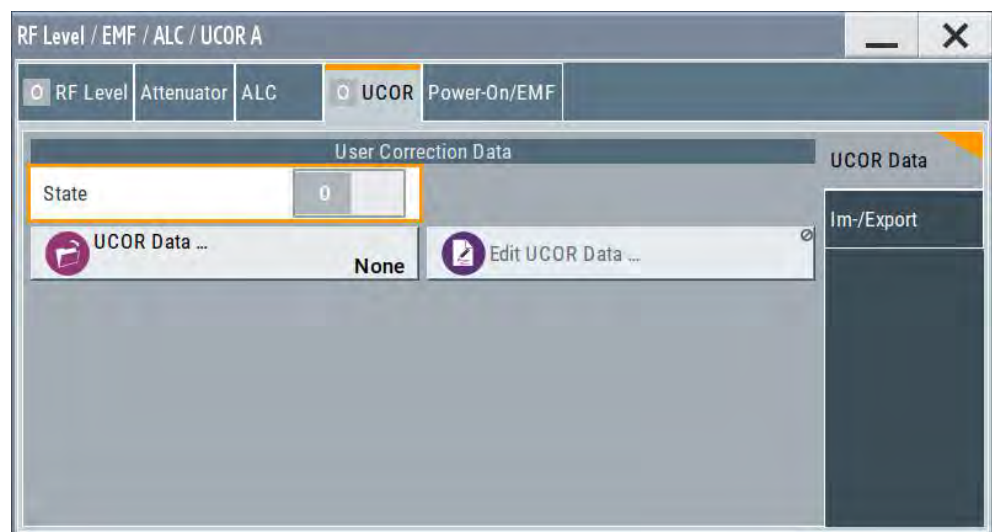 RF Level / EMF / ALC / UCOR A
O RF Level Attenuator ALC O UCOR Power-On/EMF
User Correction Data
UCOR Data
State 0
Im-/Export
UCOR Data ...
None
Edit UCOR Data ...